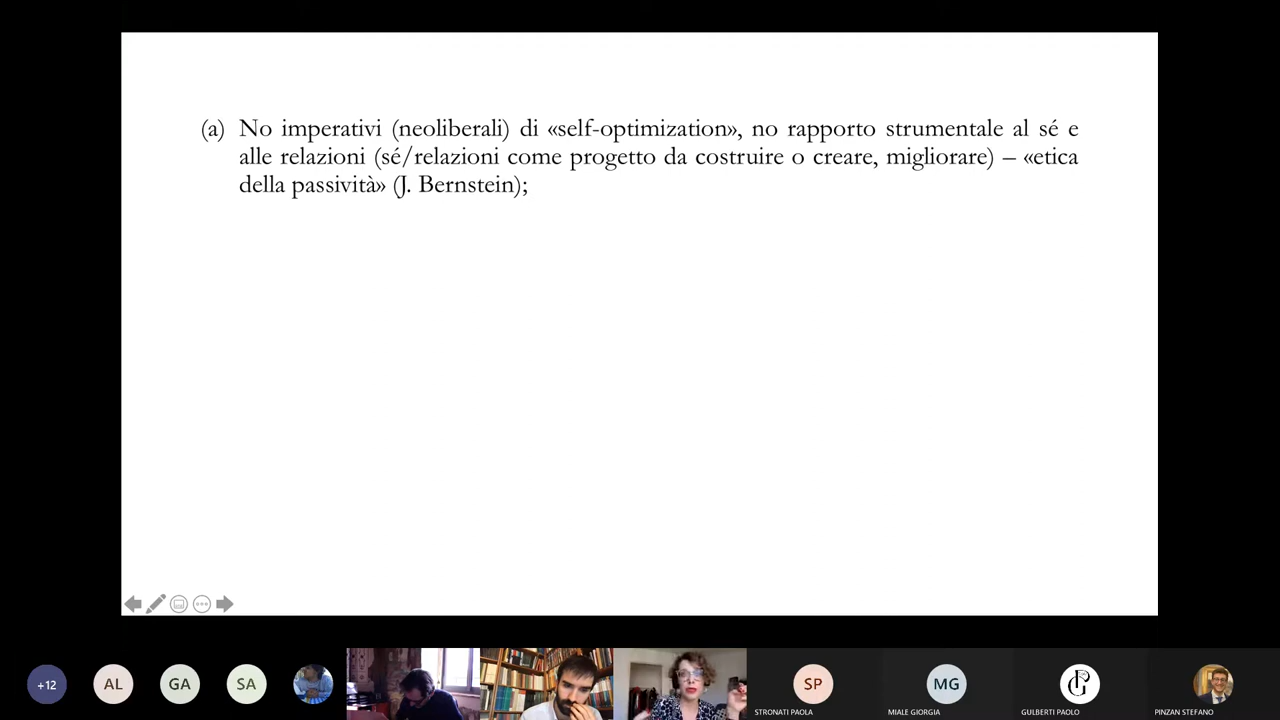 (a) No imperativi (neoliberali) di «self-optimization», no rapporto strumentale al sé e
alle relazioni (sé/relazioni come progetto da costruire o creare, migliorare) – «etica
della passività» (J. Bernstein);
+12
AL
GA
SA
SP
STRONATI PAOLA
MG
MIALE GIORGIA
GULBERTI PAOLO
PINZAN STEFANO